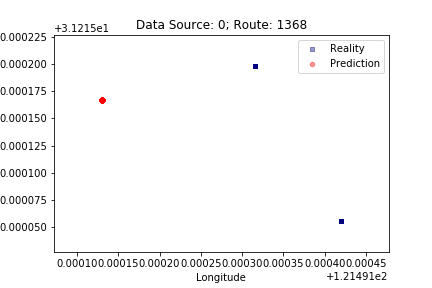 Data Source: 0; Route: 1368
+3.1215e1
0.000225
0.000200
0.000175
0.000150
0.000125
0.000100
0.000075
0.000050
Reality
Prediction
0.00010 0.00015 0.00020 0.00025 0.00030 0.00035 0.00040 0.00045
Longitude
+1.21491e2